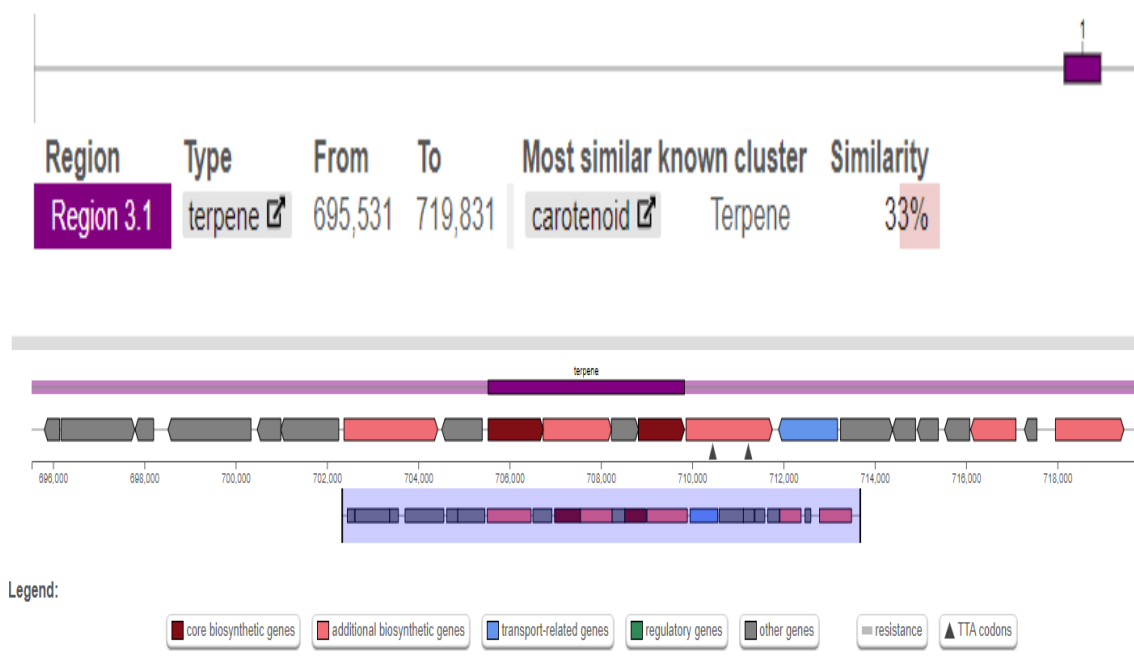 1
Region Type From To Most similar known cluster Similarity
Region 3.1 terpene 695,531 719,831 carotenoid Terpene 33%
terpene
696,000 698,000 700,000 702,000 704,000 706,000 708,000 710,000 712,000 714,000 716,000 718,000
Legend:
core biosynthetic genes additional biosynthetic genes transport-related genes regulatory genes other genes resistance TTA codons